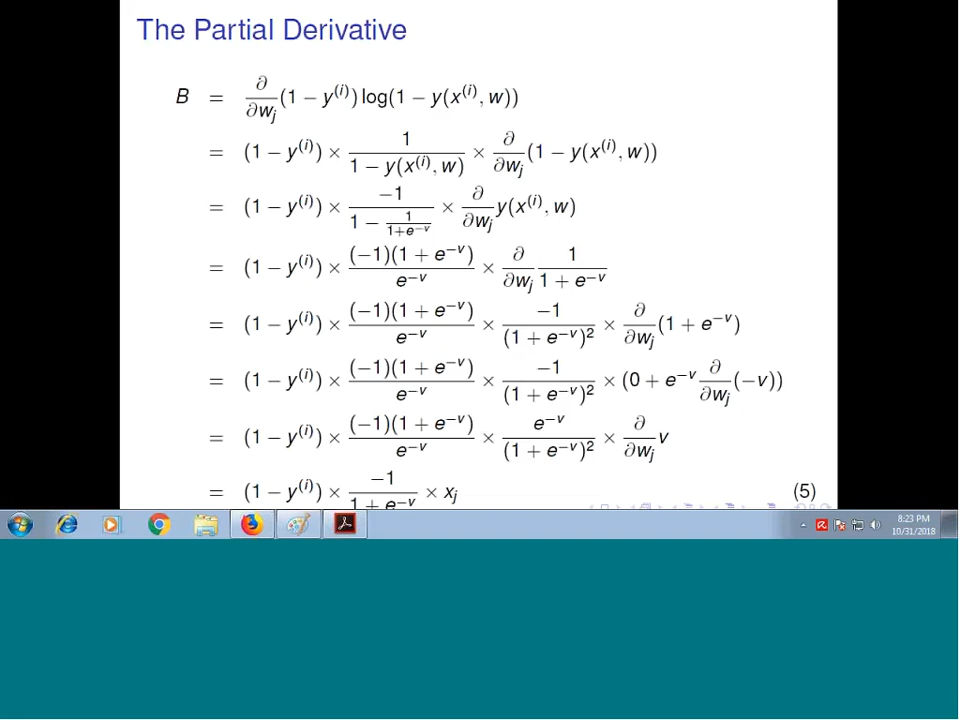 The Partial Derivative
B = ∂/∂w_j (1 − y^(i)) log(1 − y(x^(i), w))
= (1 − y^(i)) × 1/(1 − y(x^(i), w)) × ∂/∂w_j (1 − y(x^(i), w))
= (1 − y^(i)) × −1/(1 − 1/(1+e^−v)) × ∂/∂w_j y(x^(i), w)
= (1 − y^(i)) × (−1)(1 + e^−v)/e^−v × ∂/∂w_j 1/(1 + e^−v)
= (1 − y^(i)) × (−1)(1 + e^−v)/e^−v × −1/(1 + e^−v)^2 × ∂/∂w_j (1 + e^−v)
= (1 − y^(i)) × (−1)(1 + e^−v)/e^−v × −1/(1 + e^−v)^2 × (0 + e^−v ∂/∂w_j (−v))
= (1 − y^(i)) × (−1)(1 + e^−v)/e^−v × e^−v/(1 + e^−v)^2 × ∂/∂w_j v
= (1 − y^(i)) × −1/(1 + e^−v) × x_j (5)
8:23 PM
10/31/2018